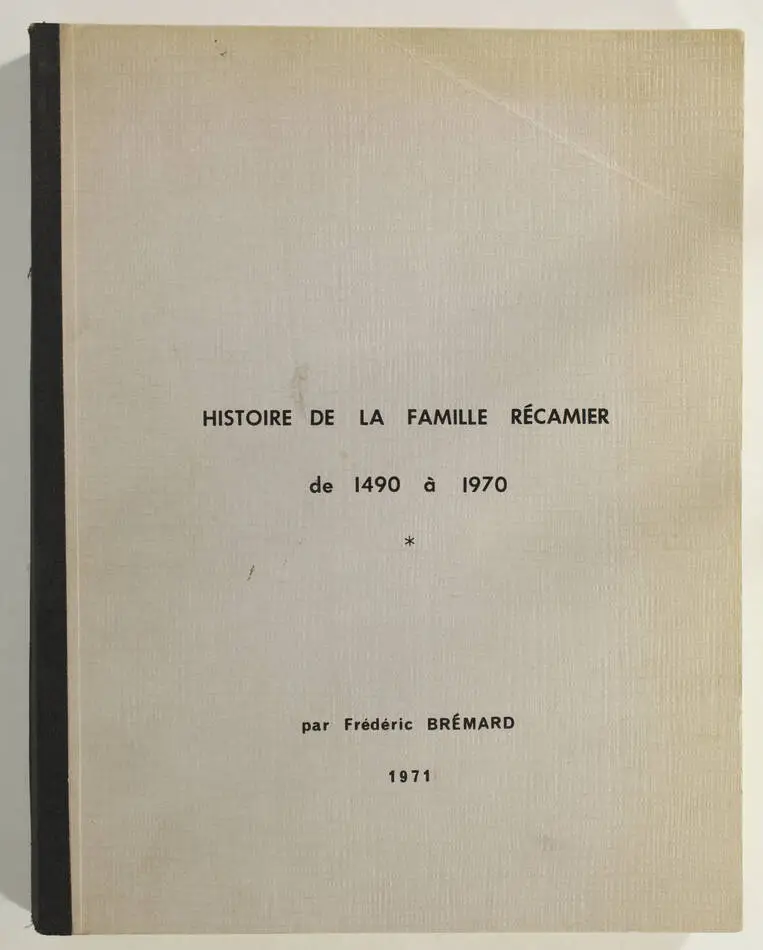 HISTOIRE DE LA FAMILLE RÉCAMIER
de 1490 à 1970
*
par Frédéric BRÉMARD
1971